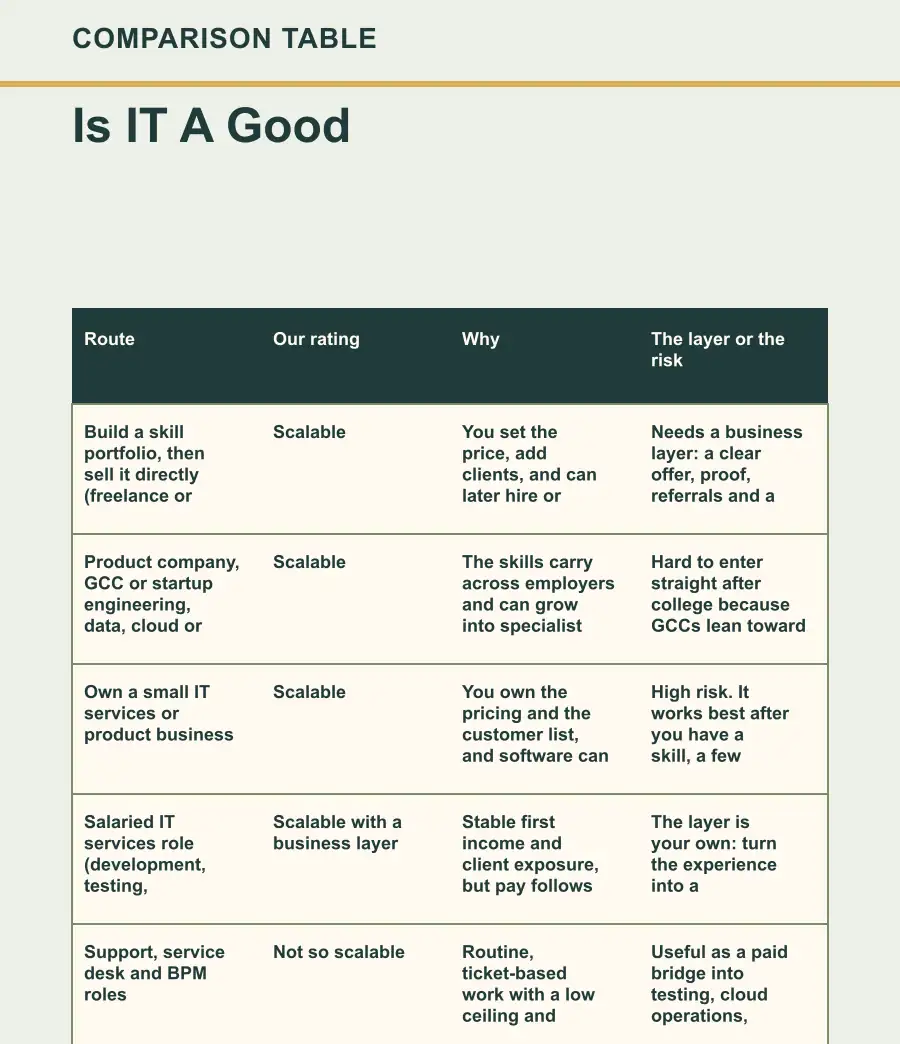 COMPARISON TABLE
Is IT A Good
Route
Our rating
Why
The layer or the
risk
Build a skill
portfolio, then
sell it directly
(freelance or
Scalable
You set the
price, add
clients, and can
later hire or
Needs a business
layer: a clear
offer, proof,
referrals and a
Product company,
GCC or startup
engineering,
data, cloud or
Scalable
The skills carry
across employers
and can grow
into specialist
Hard to enter
straight after
college because
GCCs lean toward
Own a small IT
services or
product business
Scalable
You own the
pricing and the
customer list,
and software can
High risk. It
works best after
you have a
skill, a few
Salaried IT
services role
(development,
testing,
Scalable with a
business layer
Stable first
income and
client exposure,
but pay follows
The layer is
your own: turn
the experience
into a
Support, service
desk and BPM
roles
Not so scalable
Routine,
ticket-based
work with a low
ceiling and
Useful as a paid
bridge into
testing, cloud
operations,